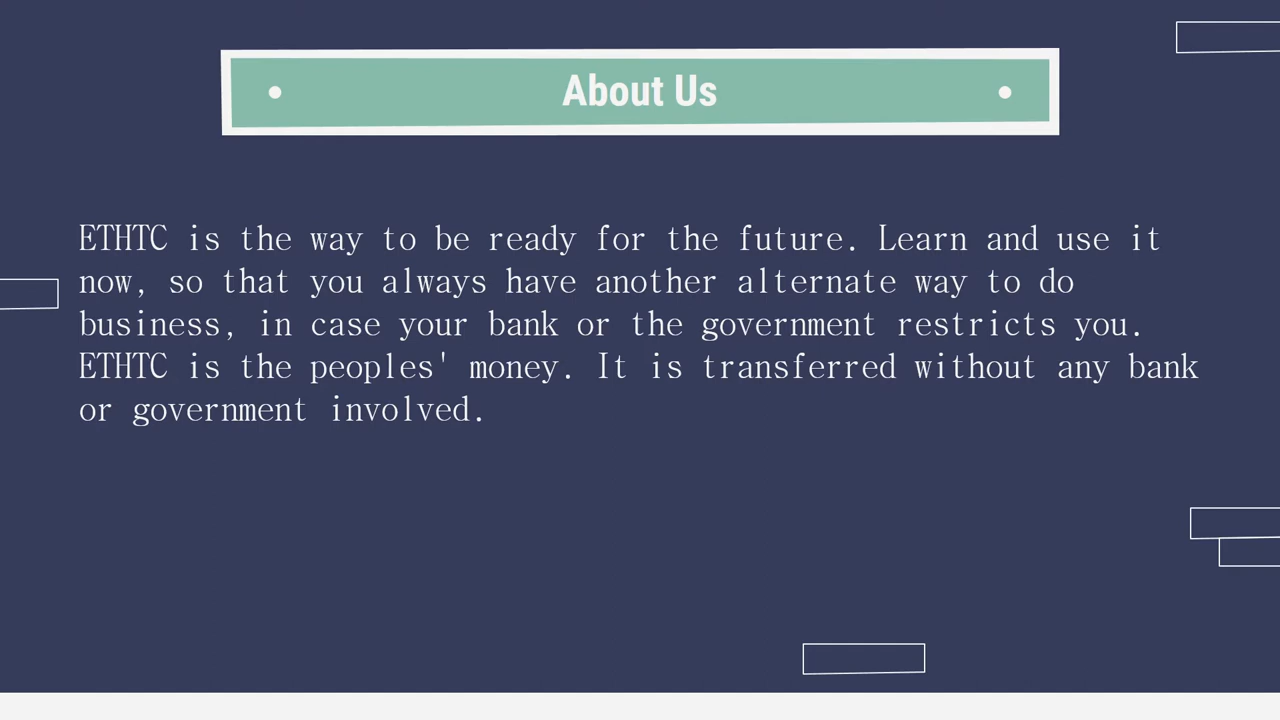 About Us
ETHTC is the way to be ready for the future. Learn and use it
now, so that you always have another alternate way to do
business, in case your bank or the government restricts you.
ETHTC is the peoples' money. It is transferred without any bank
or government involved.